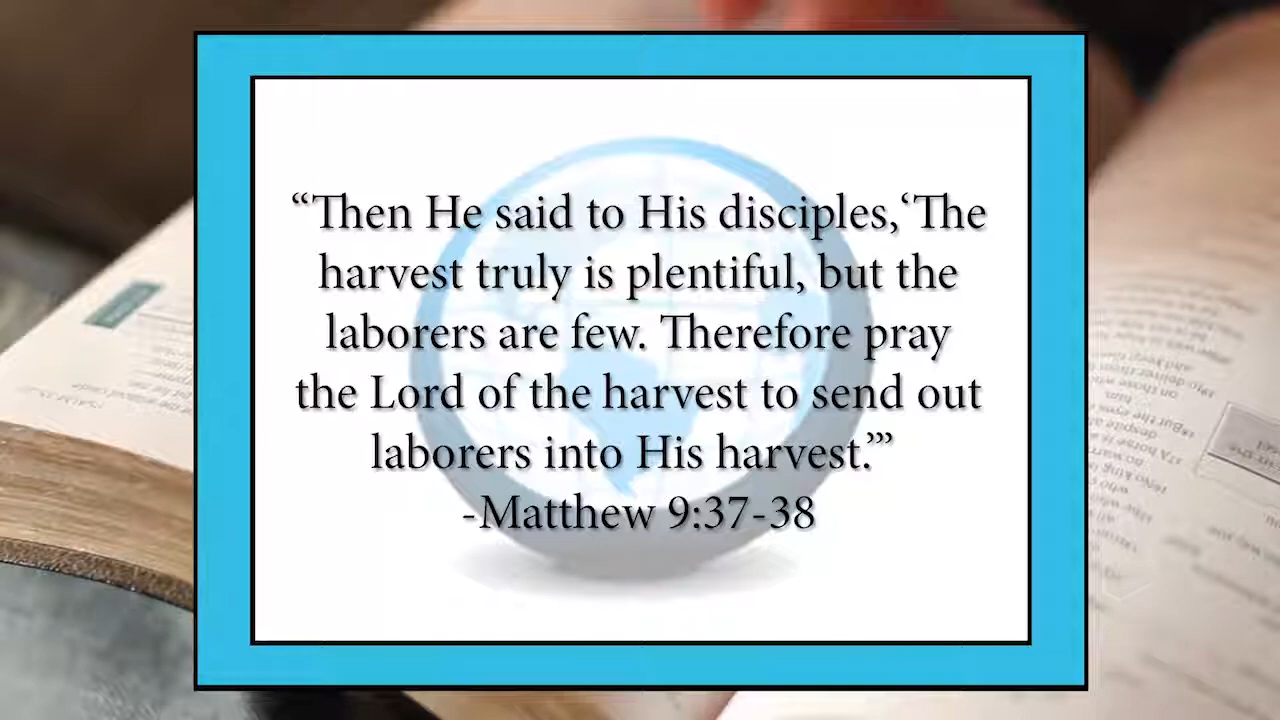 “Then He said to His disciples,‘The
harvest truly is plentiful, but the
laborers are few. Therefore pray
the Lord of the harvest to send out
laborers into His harvest.’”
-Matthew 9:37-38